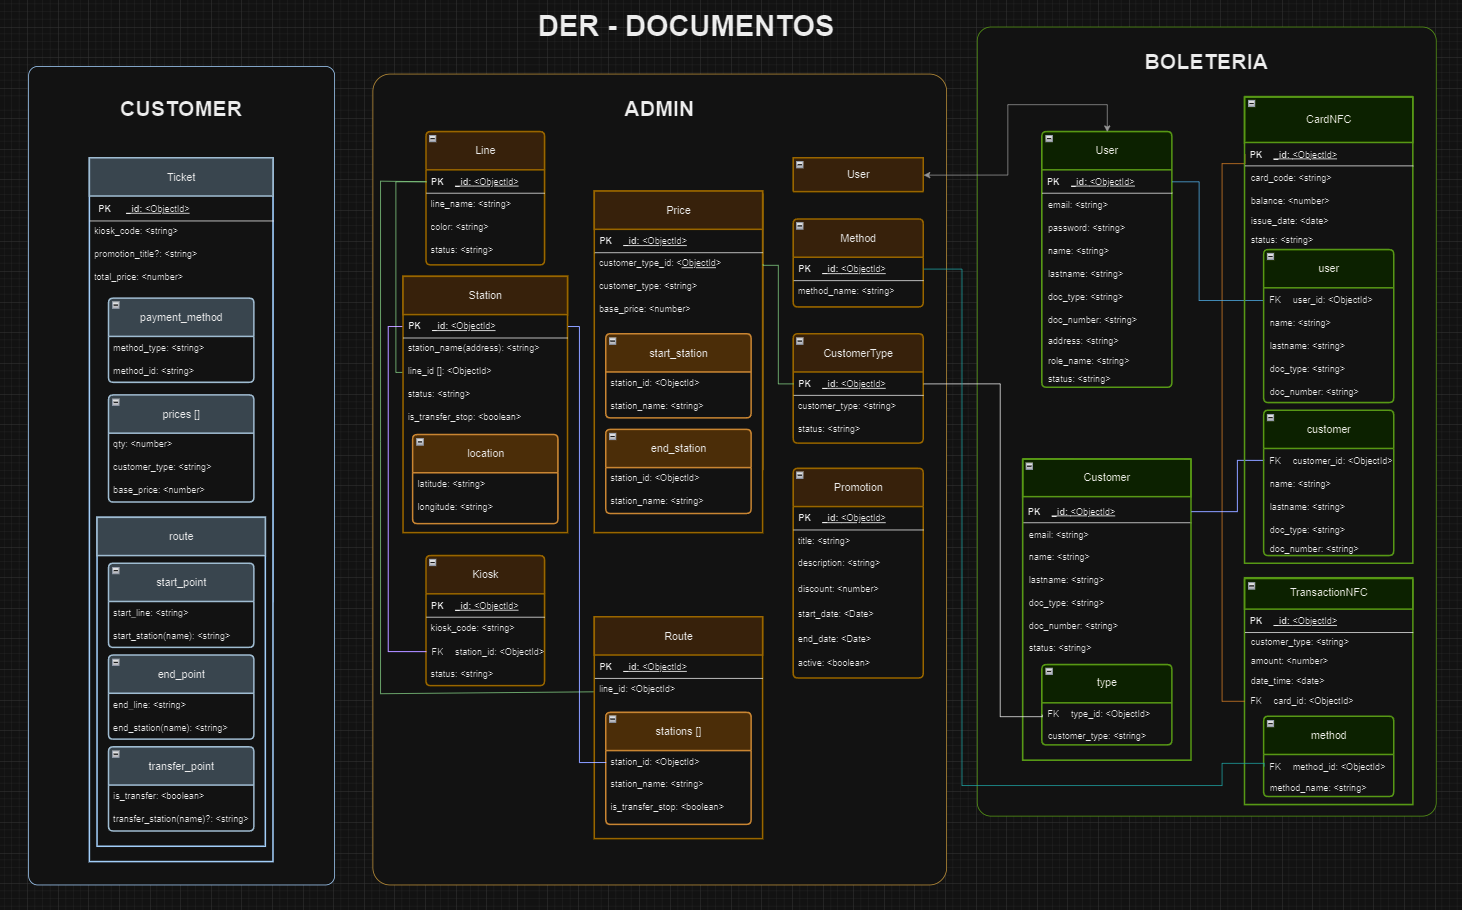 DER - DOCUMENTOS
CUSTOMER
Ticket
PK _id: <ObjectId>
kiosk_code: <string>
promotion_title?: <string>
total_price: <number>
payment_method
method_type: <string>
method_id: <string>
prices []
qty: <number>
customer_type: <string>
base_price: <number>
route
start_point
start_line: <string>
start_station(name): <string>
end_point
end_line: <string>
end_station(name): <string>
transfer_point
is_transfer: <boolean>
transfer_station(name)?: <string>
ADMIN
Line
PK _id: <ObjectId>
line_name: <string>
color: <string>
status: <string>
Station
PK _id: <ObjectId>
station_name(address): <string>
line_id []: <ObjectId>
status: <string>
is_transfer_stop: <boolean>
location
latitude: <string>
longitude: <string>
Kiosk
PK _id: <ObjectId>
kiosk_code: <string>
FK station_id: <ObjectId>
status: <string>
Price
PK _id: <ObjectId>
customer_type_id: <ObjectId>
customer_type: <string>
base_price: <number>
start_station
station_id: <ObjectId>
station_name: <string>
end_station
station_id: <ObjectId>
station_name: <string>
Route
PK _id: <ObjectId>
line_id: <ObjectId>
stations []
station_id: <ObjectId>
station_name: <string>
is_transfer_stop: <boolean>
User
Method
PK _id: <ObjectId>
method_name: <string>
CustomerType
PK _id: <ObjectId>
customer_type: <string>
status: <string>
Promotion
PK _id: <ObjectId>
title: <string>
description: <string>
discount: <number>
start_date: <Date>
end_date: <Date>
active: <boolean>
BOLETERIA
User
PK _id: <ObjectId>
email: <string>
password: <string>
name: <string>
lastname: <string>
doc_type: <string>
doc_number: <string>
address: <string>
role_name: <string>
status: <string>
Customer
PK _id: <ObjectId>
email: <string>
name: <string>
lastname: <string>
doc_type: <string>
doc_number: <string>
status: <string>
type
FK type_id: <ObjectId>
customer_type: <string>
CardNFC
PK _id: <ObjectId>
card_code: <string>
balance: <number>
issue_date: <date>
status: <string>
user
FK user_id: <ObjectId>
name: <string>
lastname: <string>
doc_type: <string>
doc_number: <string>
customer
FK customer_id: <ObjectId>
name: <string>
lastname: <string>
doc_type: <string>
doc_number: <string>
TransactionNFC
PK _id: <ObjectId>
customer_type: <string>
amount: <number>
date_time: <date>
FK card_id: <ObjectId>
method
FK method_id: <ObjectId>
method_name: <string>